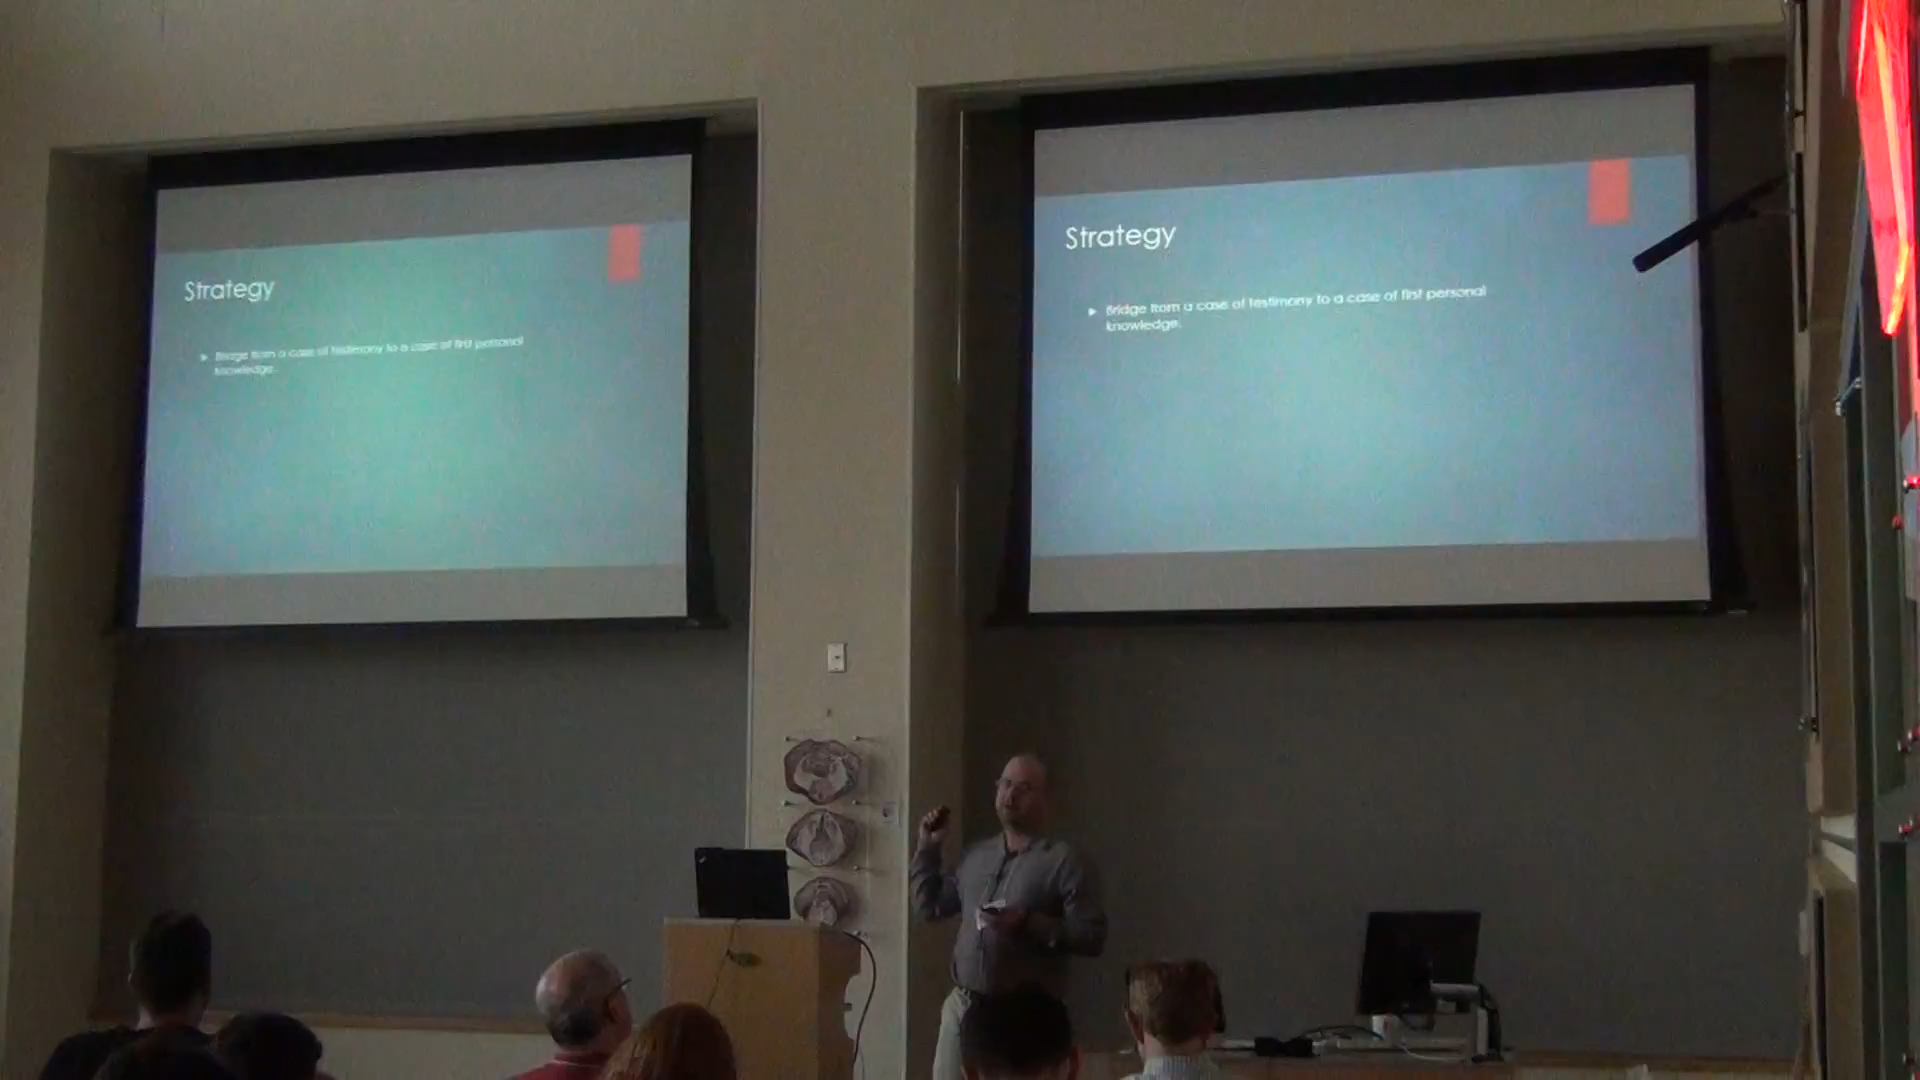 Strategy
Bridge from a case of testimony to a case of first personal
knowledge.
Strategy
Bridge from a case of testimony to a case of first personal
knowledge.